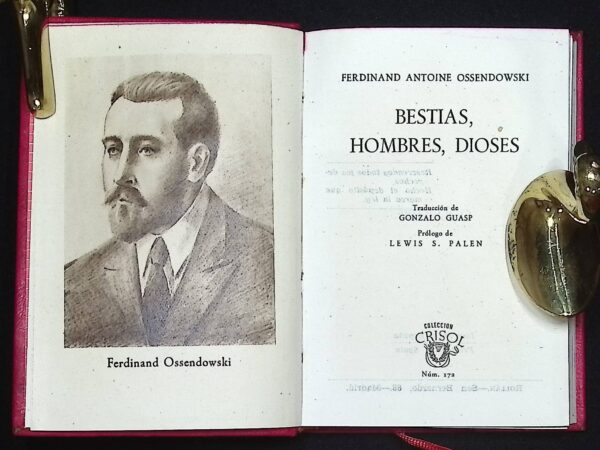 Ferdinand Ossendowski
FERDINAND ANTOINE OSSENDOWSKI
BESTIAS,
HOMBRES, DIOSES
Traducción de
GONZALO GUASP
Prólogo de
LEWIS S. PALEN
COLECCION
CRISOL
Núm. 172